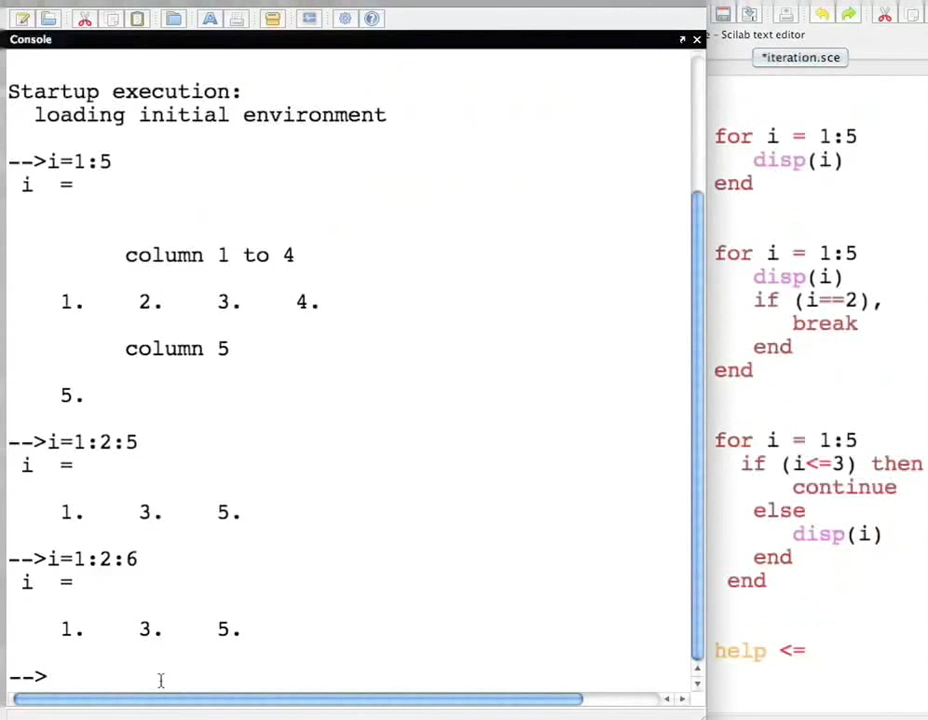 Console
Startup execution:
loading initial environment
-->i=1:5
i =
column 1 to 4
1. 2. 3. 4.
column 5
5.
-->i=1:2:5
i =
1. 3. 5.
-->i=1:2:6
i =
1. 3. 5.
-->
– Scilab text editor
*iteration.sce
for i = 1:5
disp(i)
end
for i = 1:5
disp(i)
if (i==2),
break
end
end
for i = 1:5
if (i<=3) then
continue
else
disp(i)
end
end
help <=